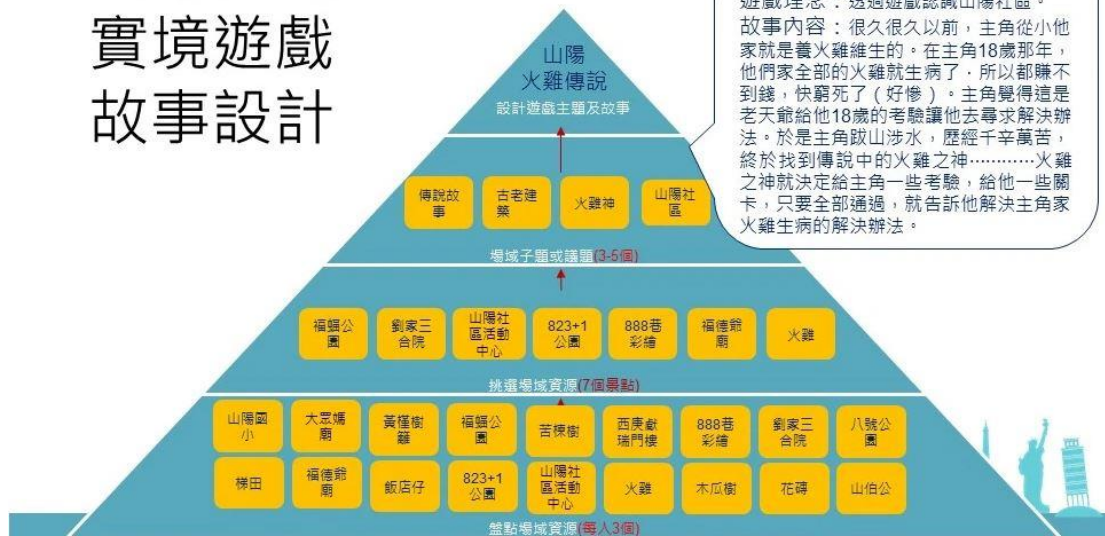 實境遊戲
故事設計
遊戲理念：透過遊戲認識山陽社區。
故事內容：很久很久以前，主角從小他
家就是養火雞維生的。在主角18歲那年，
他們家全部的火雞就生病了．所以都賺不
到錢，快窮死了（好慘）。主角覺得這是
老天爺給他18歲的考驗讓他去尋求解決辦
法。於是主角跋山涉水，歷經千辛萬苦，
終於找到傳說中的火雞之神…………火雞
之神就決定給主角一些考驗，給他一些關
卡，只要全部通過，就告訴他解決主角家
火雞生病的解決辦法。
山陽
火雞傳說
設計遊戲主題及故事
傳說故
事
古老建
築
火雞神
山陽社
區
場域子題或議題(3-5個)
福蝠公
園
劉家三
合院
山陽社
區活動
中心
823+1
公園
888巷
彩繪
福德爺
廟
火雞
挑選場域資源(7個景點)
山陽國
小
大眾媽
廟
黃槿樹
籬
福蝠公
園
苦楝樹
西庚獻
瑞門樓
888巷
彩繪
劉家三
合院
八號公
園
梯田
福德爺
廟
飯店仔
823+1
公園
山陽社
區活動
中心
火雞
木瓜樹
花磚
山伯公
盤點場域資源(每人3個)